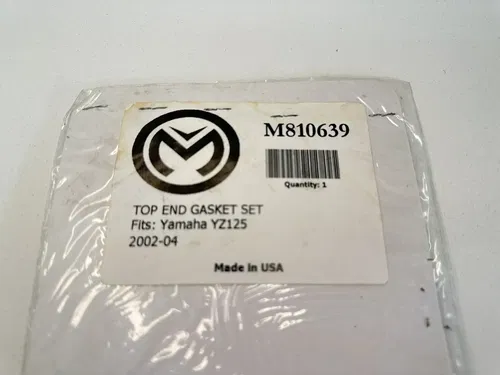 M810639
Quantity: 1
TOP END GASKET SET
Fits: Yamaha YZ125
2002-04
Made in USA